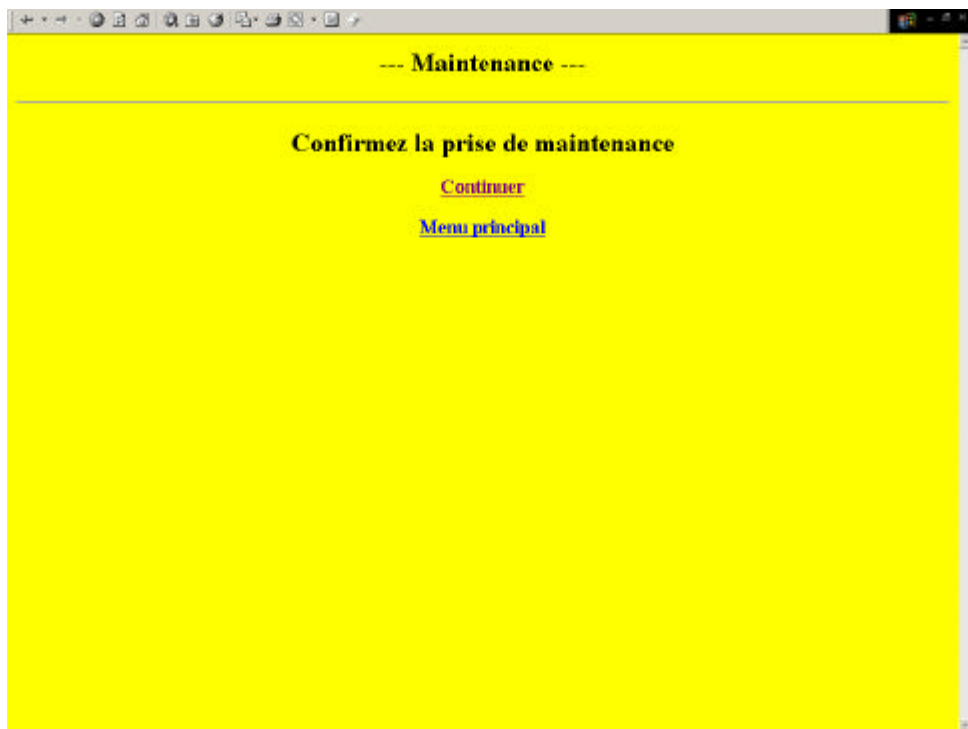 --- Maintenance ---
Confirmez la prise de maintenance
Continuer
Menu principal